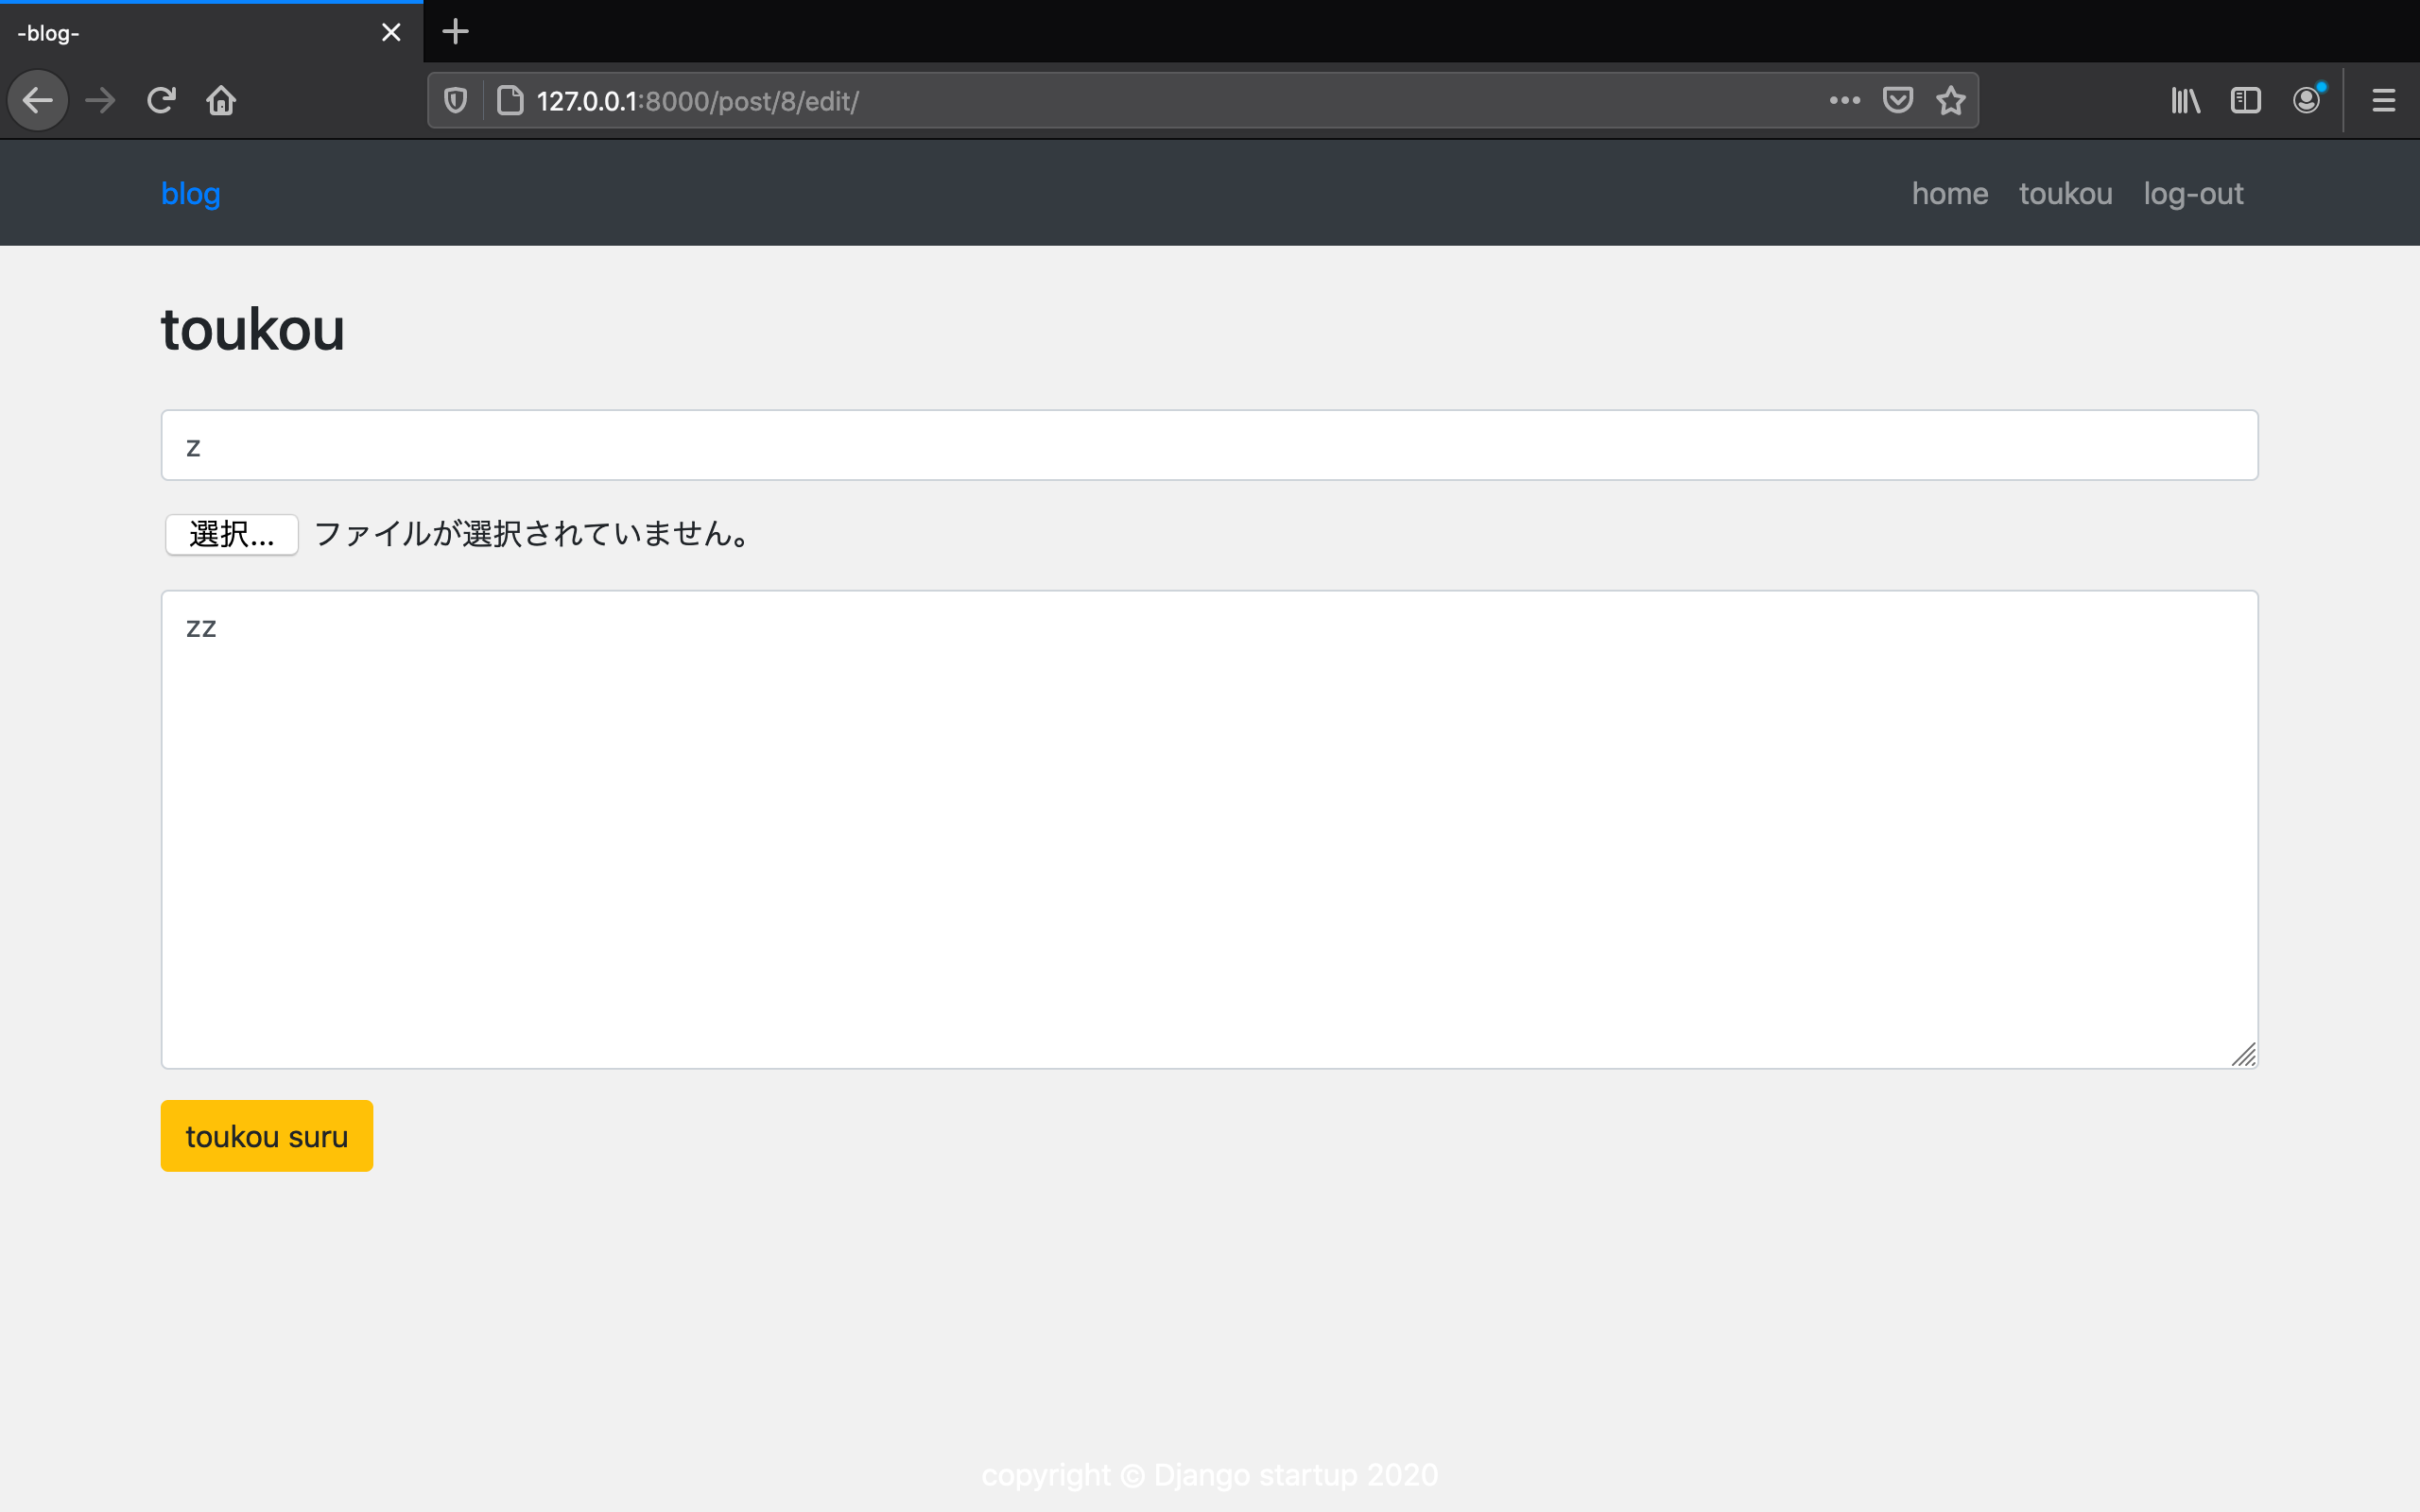 -blog-
127.0.0.1:8000/post/8/edit/
blog
home toukou log-out
toukou
z
選択... ファイルが選択されていません。
zz
toukou suru
copyright © Django startup 2020